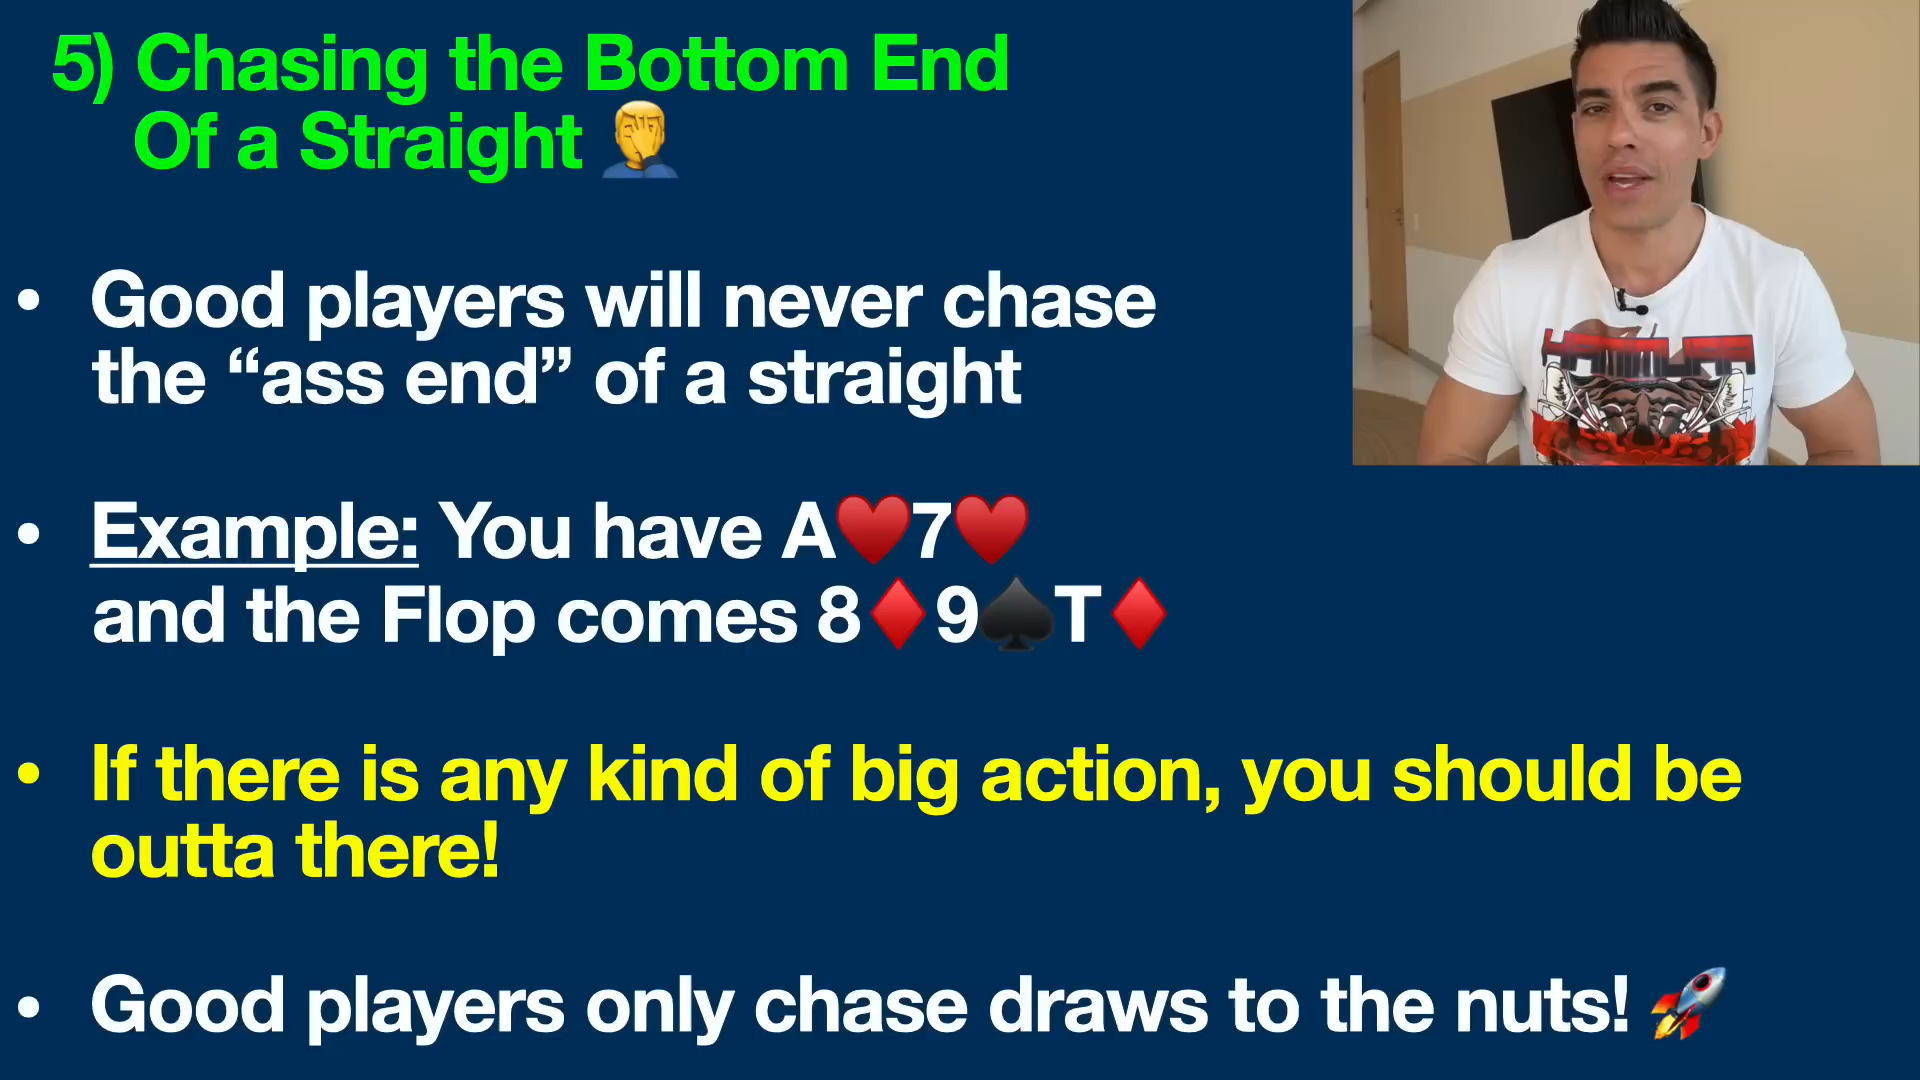 5) Chasing the Bottom End
Of a Straight 🤦‍♂️
• Good players will never chase
the “ass end” of a straight
• Example: You have A♥️7♥️
and the Flop comes 8♦️9♠️T♦️
• If there is any kind of big action, you should be
outta there!
• Good players only chase draws to the nuts! 🚀